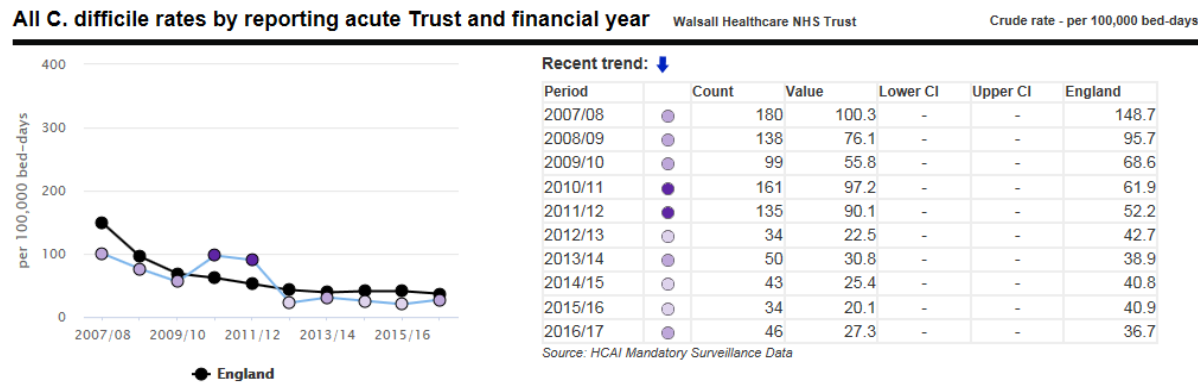 All C. difficile rates by reporting acute Trust and financial year Walsall Healthcare NHS Trust Crude rate - per 100,000 bed-days
400
300
200
100
0
per 100,000 bed-days
2007/08 2009/10 2011/12 2013/14 2015/16
England
Recent trend:
Period Count Value Lower CI Upper CI England
2007/08 180 100.3 - - 148.7
2008/09 138 76.1 - - 95.7
2009/10 99 55.8 - - 68.6
2010/11 161 97.2 - - 61.9
2011/12 135 90.1 - - 52.2
2012/13 34 22.5 - - 42.7
2013/14 50 30.8 - - 38.9
2014/15 43 25.4 - - 40.8
2015/16 34 20.1 - - 40.9
2016/17 46 27.3 - - 36.7
Source: HCAI Mandatory Surveillance Data